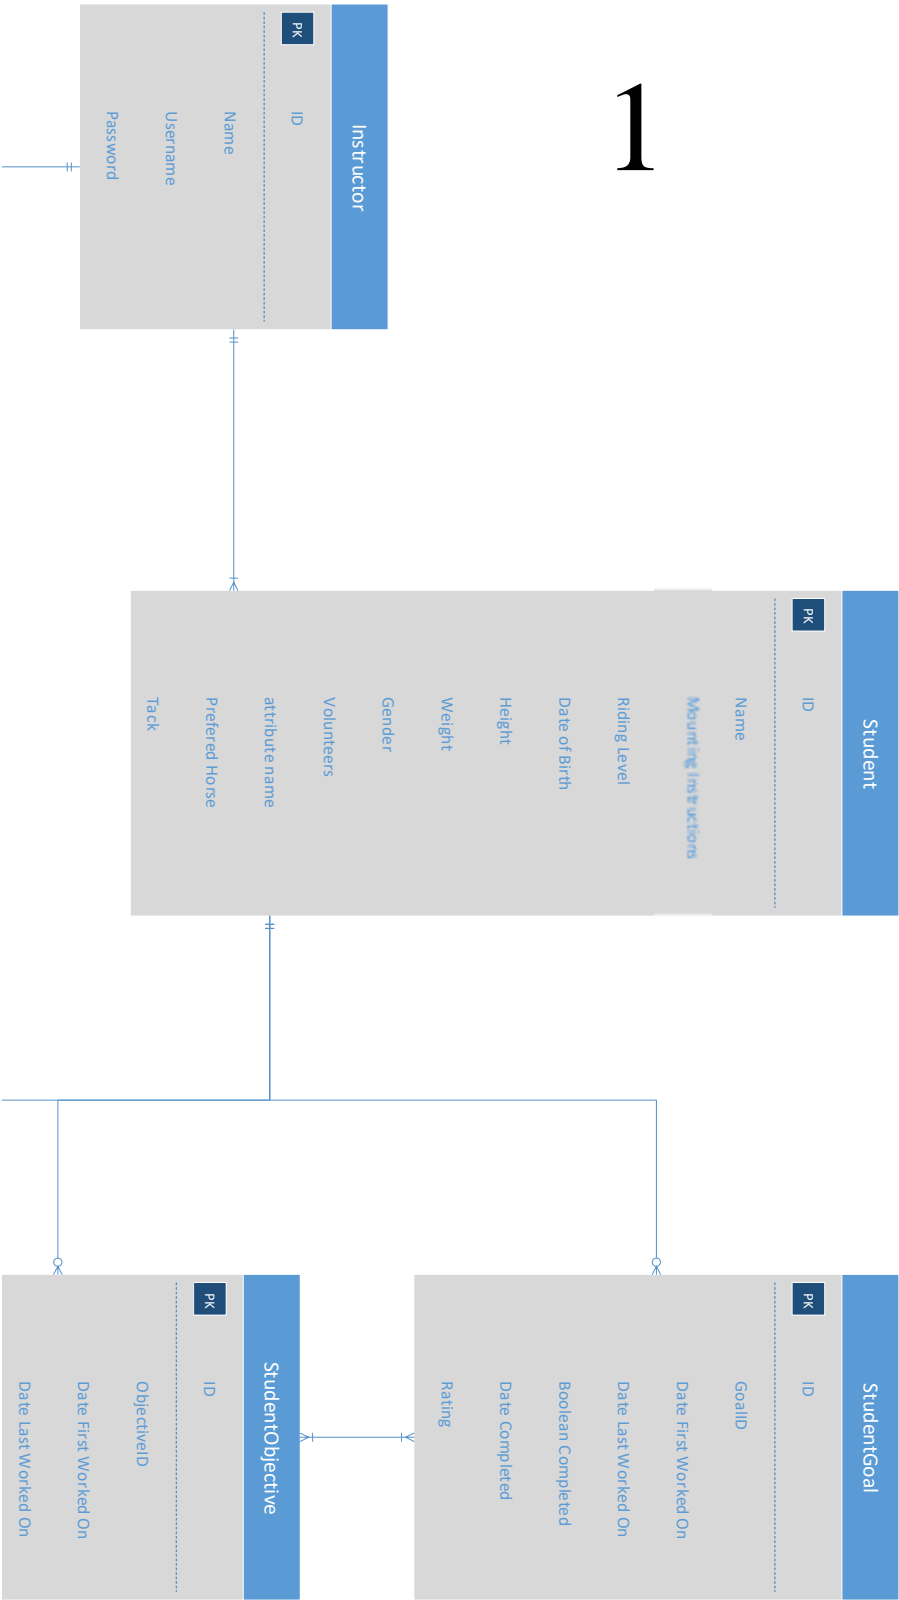 1
Instructor
PK
ID
Name
Username
Password
Student
PK
ID
Name
Mounting Instructions
Riding Level
Date of Birth
Height
Weight
Gender
Volunteers
attribute name
Prefered Horse
Tack
StudentGoal
PK
ID
GoalID
Date First Worked On
Date Last Worked On
Boolean Completed
Date Completed
Rating
StudentObjective
PK
ID
ObjectiveID
Date First Worked On
Date Last Worked On